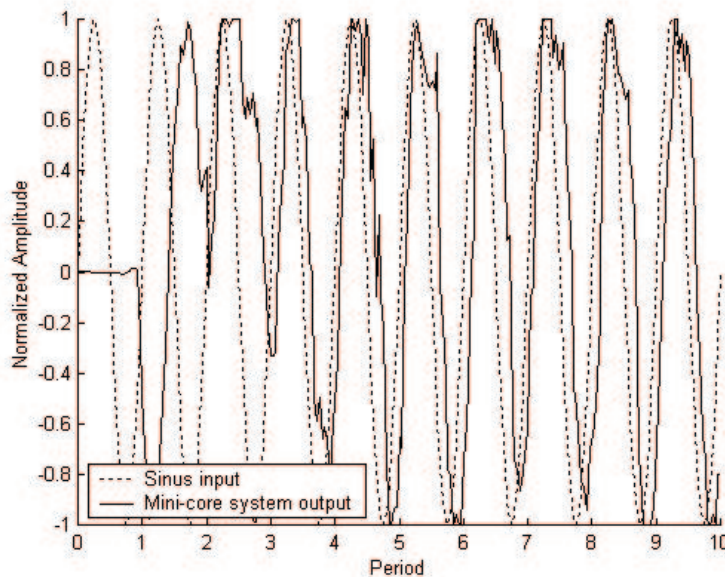 1
0.8
0.6
0.4
0.2
0
-0.2
-0.4
-0.6
-0.8
-1
Normalized Amplitude
Sinus input
Mini-core system output
0 1 2 3 4 5 6 7 8 9 10
Period